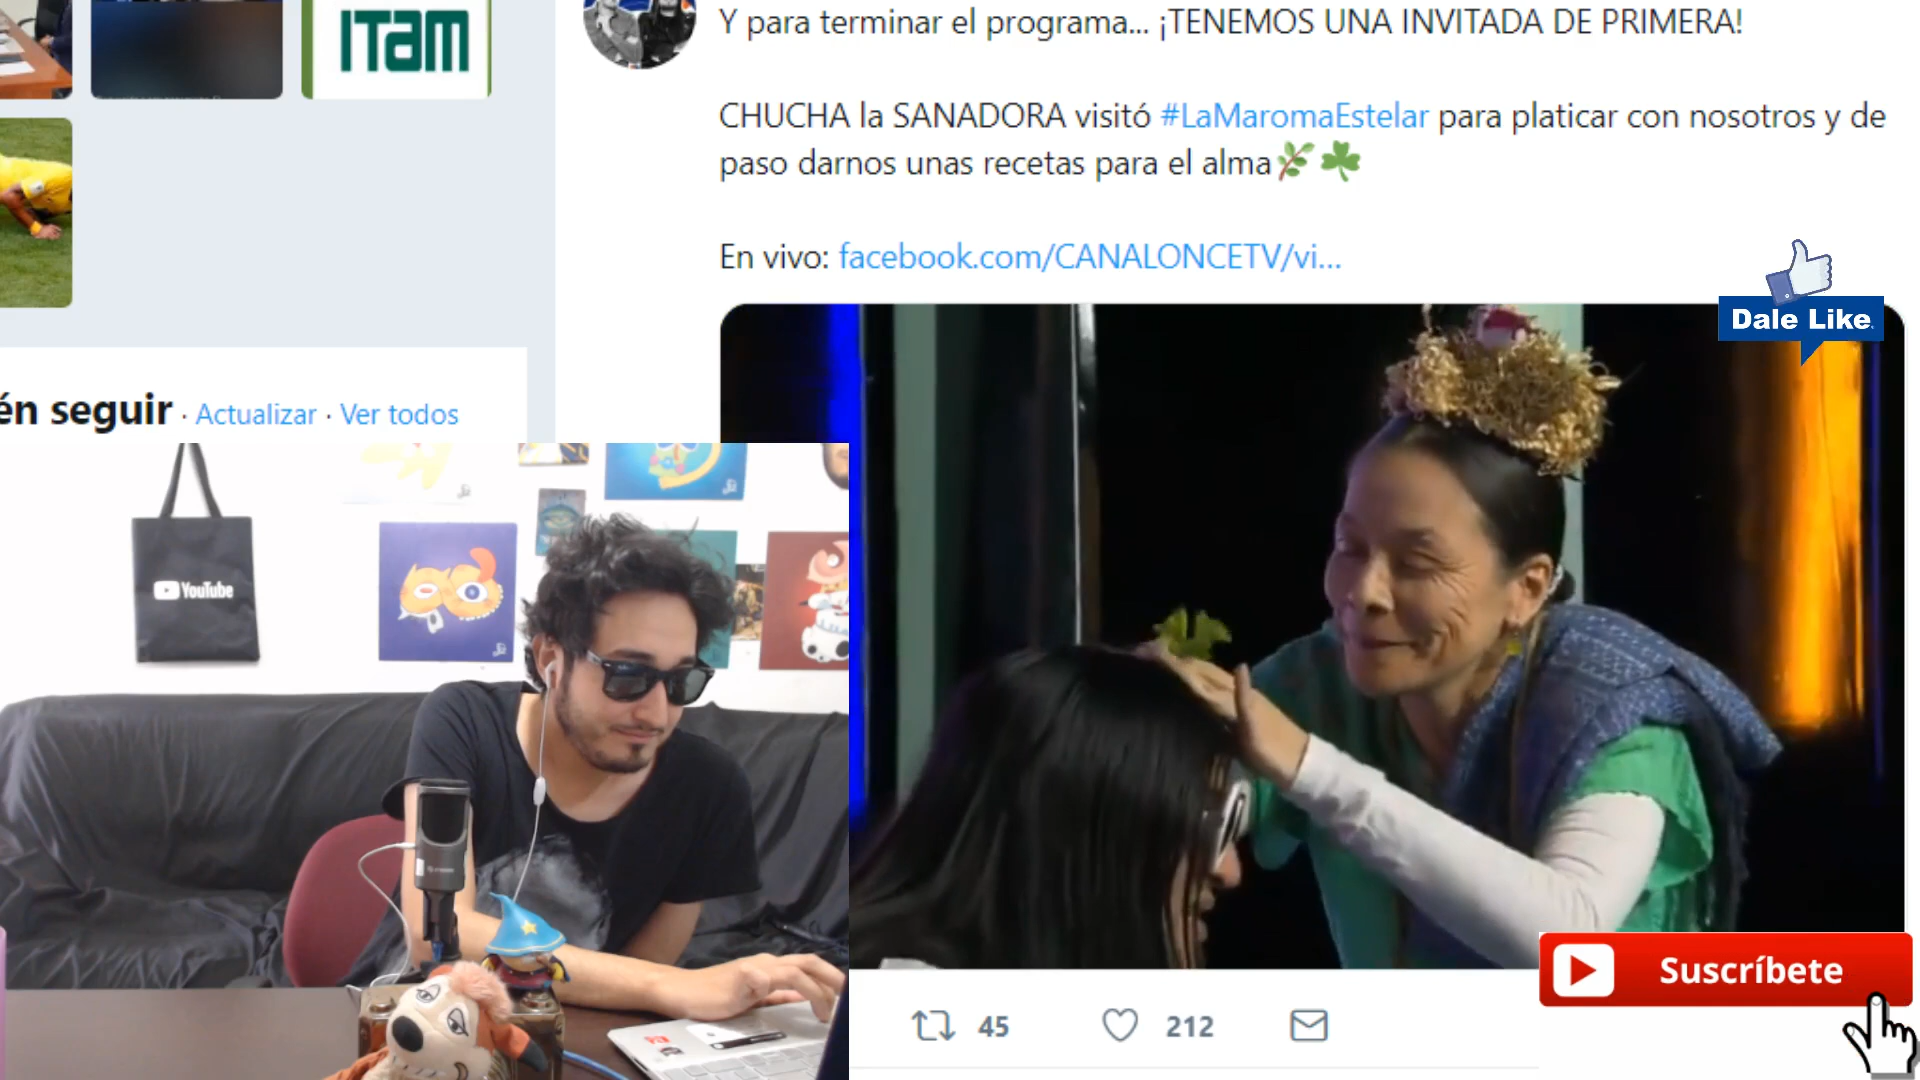 ITam
Y para terminar el programa... ¡TENEMOS UNA INVITADA DE PRIMERA!
CHUCHA la SANADORA visitó #LaMaromaEstelar para platicar con nosotros y de
paso darnos unas recetas para el alma
En vivo: facebook.com/CANALONCETV/vi...
Dale Like
én seguir · Actualizar · Ver todos
YouTube
45
212
Suscríbete